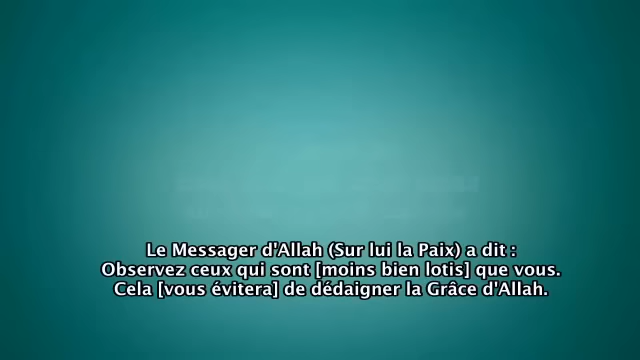 Le Messager d'Allah (Sur lui la Paix) a dit :
Observez ceux qui sont [moins bien lotis] que vous.
Cela [vous évitera] de dédaigner la Grâce d'Allah.